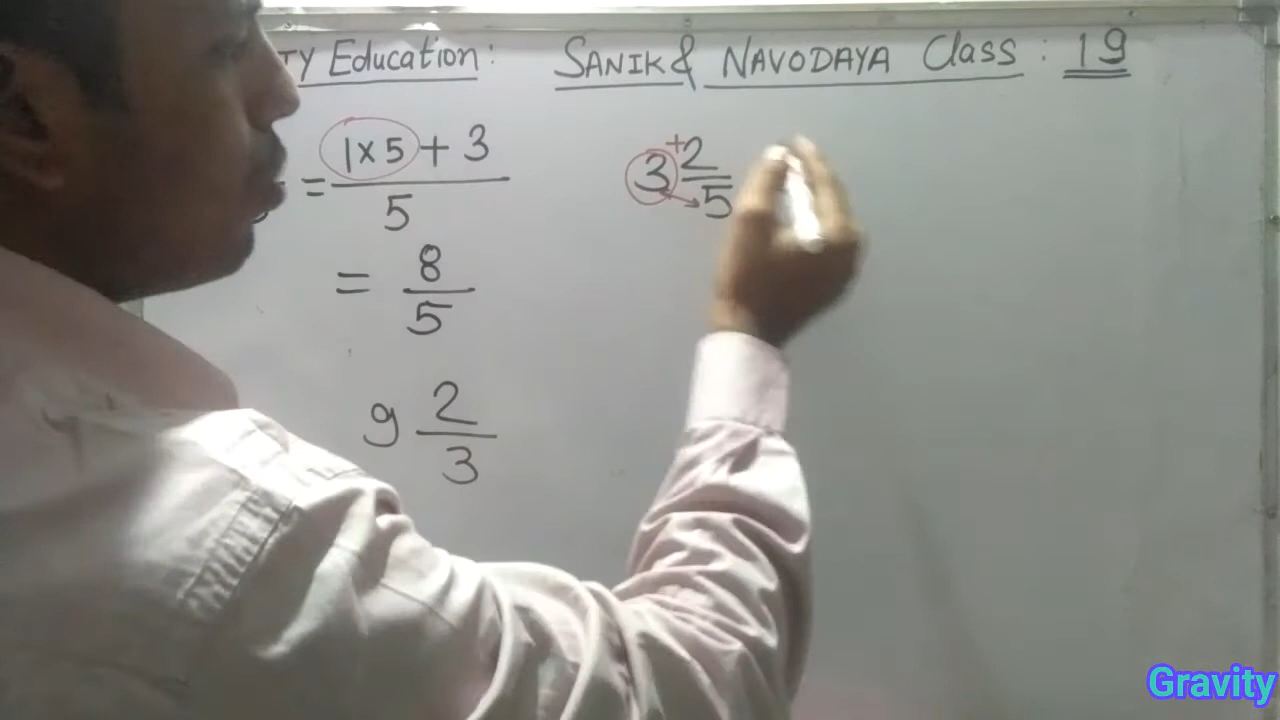 TY Education: SANIK & NAVODAYA Class : 19
= 1×5 + 3 / 5
= 8/5
9 2/3
3 + 2/5
Gravity